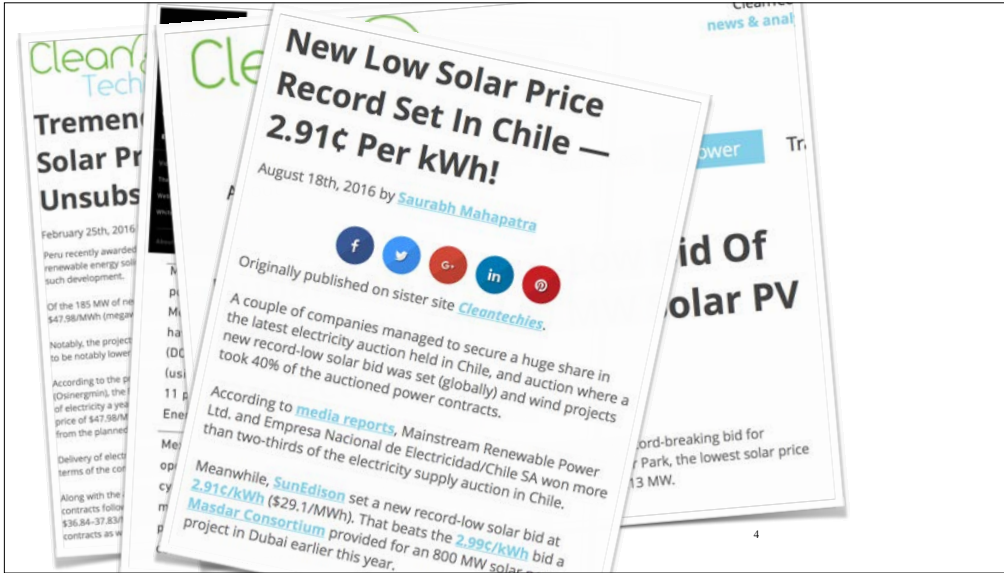 Clean
Tech
Tremen
Solar Pr
Unsubs
February 25th, 2016
Peru recently awarded
renewable energy soli
such development.
Of the 185 MW of ne
$47.98/MWh (megaw
Notably, the project
to be notably lower
According to the p
(Osinergmin), the
of electricity a yea
price of $47.98/M
from the planned
Delivery of elect
terms of the cor
Along with the
contracts follow
$36.84–37.83/
contracts as w
Cle
New Low Solar Price
Record Set In Chile —
2.91¢ Per kWh!
August 18th, 2016 by Saurabh Mahapatra
Originally published on sister site Cleantechies.
A couple of companies managed to secure a huge share in
the latest electricity auction held in Chile, and auction where a
new record-low solar bid was set (globally) and wind projects
took 40% of the auctioned power contracts.
According to media reports, Mainstream Renewable Power
Ltd. and Empresa Nacional de Electricidad/Chile SA won more
than two-thirds of the electricity supply auction in Chile.
Meanwhile, SunEdison set a new record-low solar bid at
2.91¢/kWh ($29.1/MWh). That beats the 2.99¢/kWh bid a
Masdar Consortium provided for an 800 MW solar
project in Dubai earlier this year.
news & anal
ower
Tr
id Of
olar PV
ord-breaking bid for
r Park, the lowest solar price
13 MW.
4